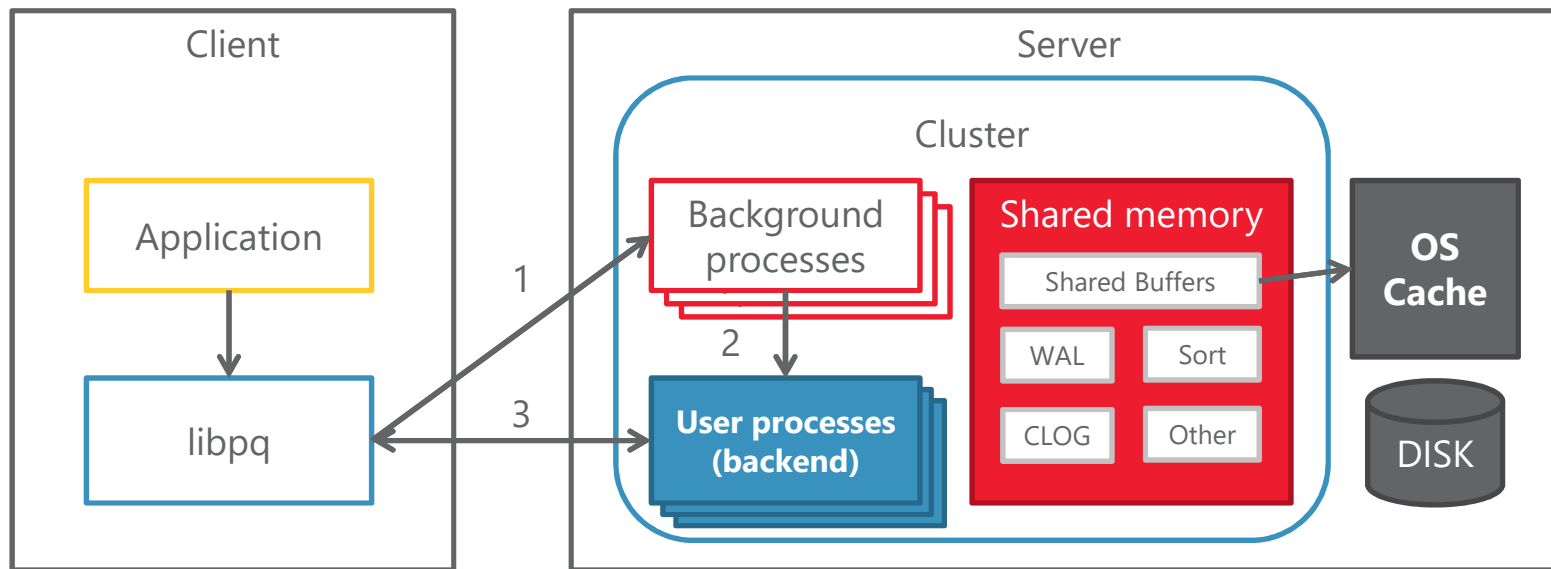 Client
Server
Cluster
Application
Background
processes
Shared memory
Shared Buffers
OS
Cache
1
WAL
Sort
2
libpq
3
User processes
(backend)
CLOG
Other
DISK